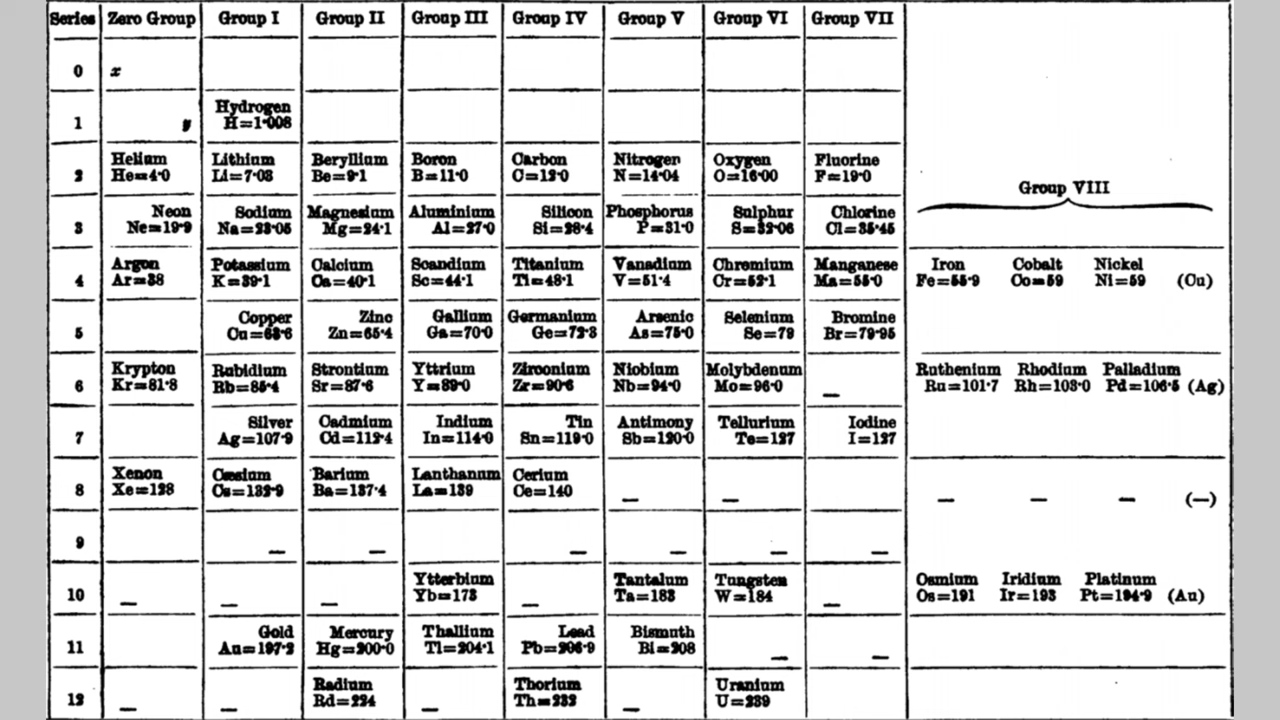 Series Zero Group Group I Group II Group III Group IV Group V Group VI Group VII
0 x
Hydrogen
1 y H=1·008
Helium Lithium Beryllium Boron Carbon Nitrogen Oxygen Fluorine
2 He=4·0 Li=7·03 Be=9·1 B=11·0 C=12·0 N=14·04 O=16·00 F=19·0
Group VIII
Neon Sodium Magnesium Aluminium Silicon Phosphorus Sulphur Chlorine
3 Ne=19·9 Na=23·05 Mg=24·1 Al=27·0 Si=28·4 P=31·0 S=32·06 Cl=35·45
Argon Potassium Calcium Scandium Titanium Vanadium Chromium Manganese Iron Cobalt Nickel
4 Ar=38 K=39·1 Ca=40·1 Sc=44·1 Ti=48·1 V=51·4 Cr=52·1 Mn=55·0 Fe=55·9 Co=59 Ni=59 (Cu)
Copper Zinc Gallium Germanium Arsenic Selenium Bromine
5 Cu=63·6 Zn=65·4 Ga=70·0 Ge=72·3 As=75·0 Se=79 Br=79·95
Krypton Rubidium Strontium Yttrium Zirconium Niobium Molybdenum Ruthenium Rhodium Palladium
6 Kr=81·8 Rb=85·4 Sr=87·6 Y=89·0 Zr=90·6 Nb=94·0 Mo=96·0 — Ru=101·7 Rh=103·0 Pd=106·5 (Ag)
Silver Cadmium Indium Tin Antimony Tellurium Iodine
7 Ag=107·9 Cd=112·4 In=114·0 Sn=119·0 Sb=120·0 Te=127 I=127
Xenon Cæsium Barium Lanthanum Cerium
8 Xe=128 Cs=132·9 Ba=137·4 La=139 Ce=140 — — — — — (—)
9 — — — — — —
Ytterbium Tantalum Tungsten Osmium Iridium Platinum
10 — — — Yb=173 — Ta=183 W=184 — Os=191 Ir=193 Pt=194·9 (Au)
Gold Mercury Thallium Lead Bismuth
11 Au=197·2 Hg=200·0 Tl=204·1 Pb=206·9 Bi=208 — —
Radium Thorium Uranium
12 — — Rd=224 — Th=232 — U=239